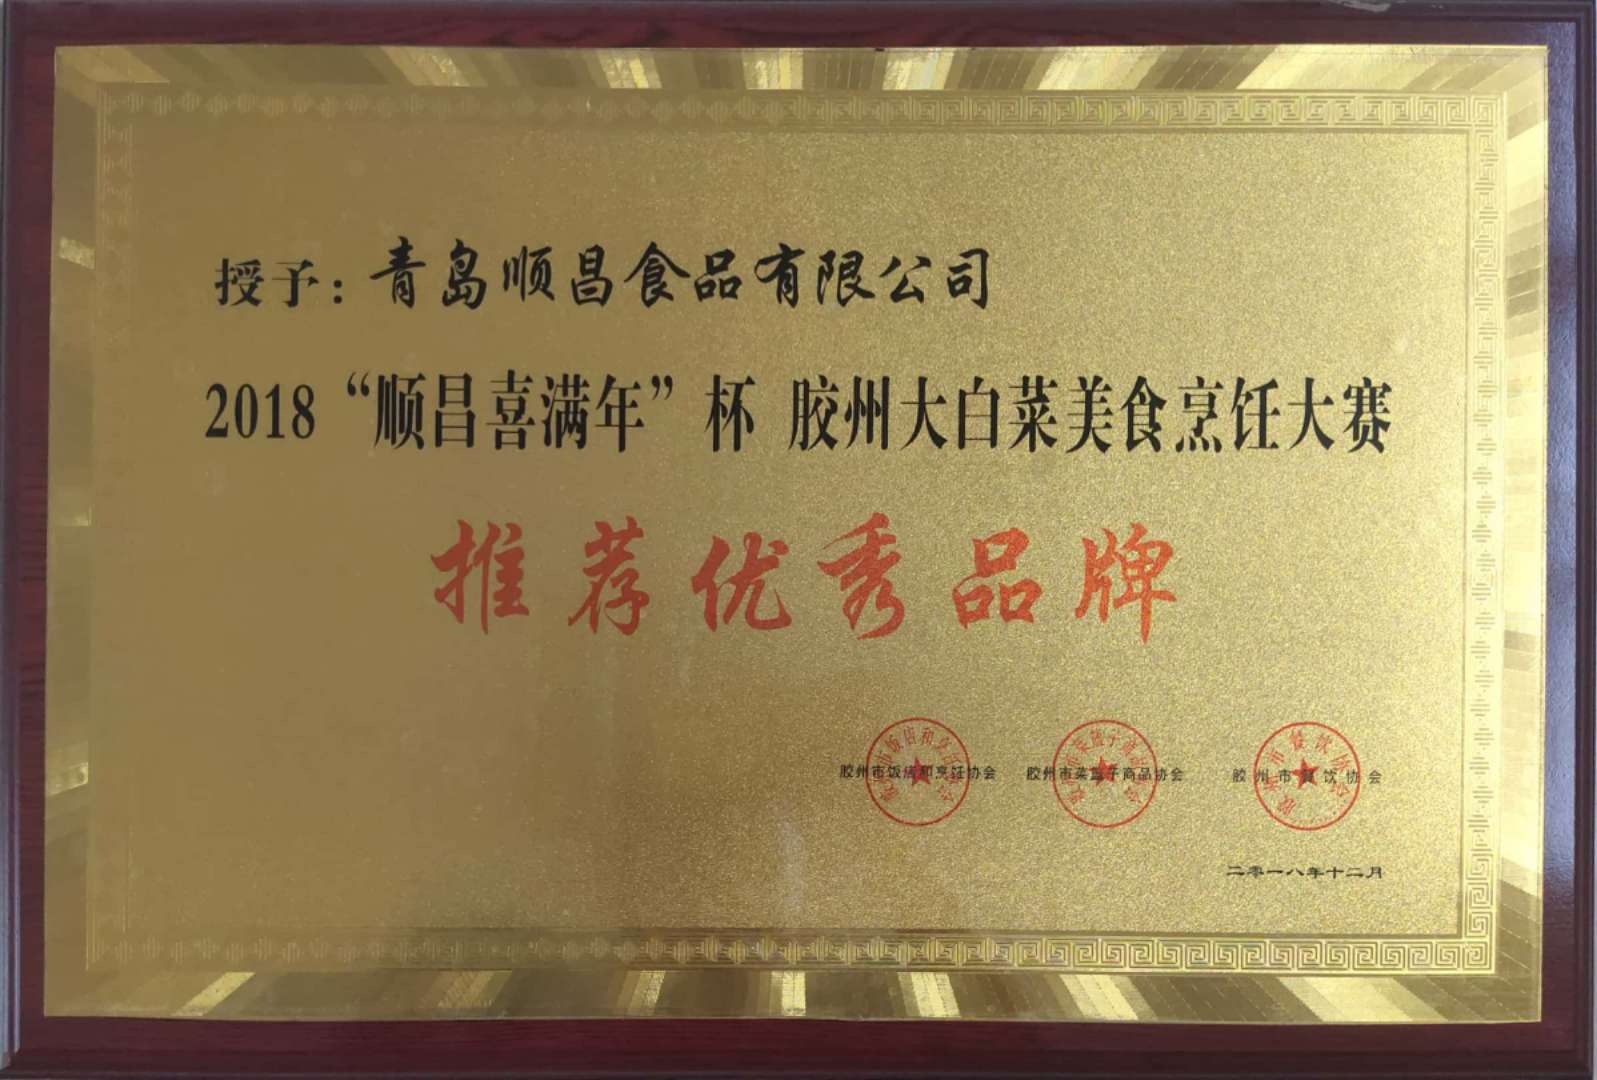 授予：青岛顺昌食品有限公司
2018“顺昌喜满年”杯 胶州大白菜美食烹饪大赛
推荐优秀品牌
胶州市饭店和烹饪协会 胶州市菜篮子商品协会 胶州市餐饮协会
二零一八年十二月